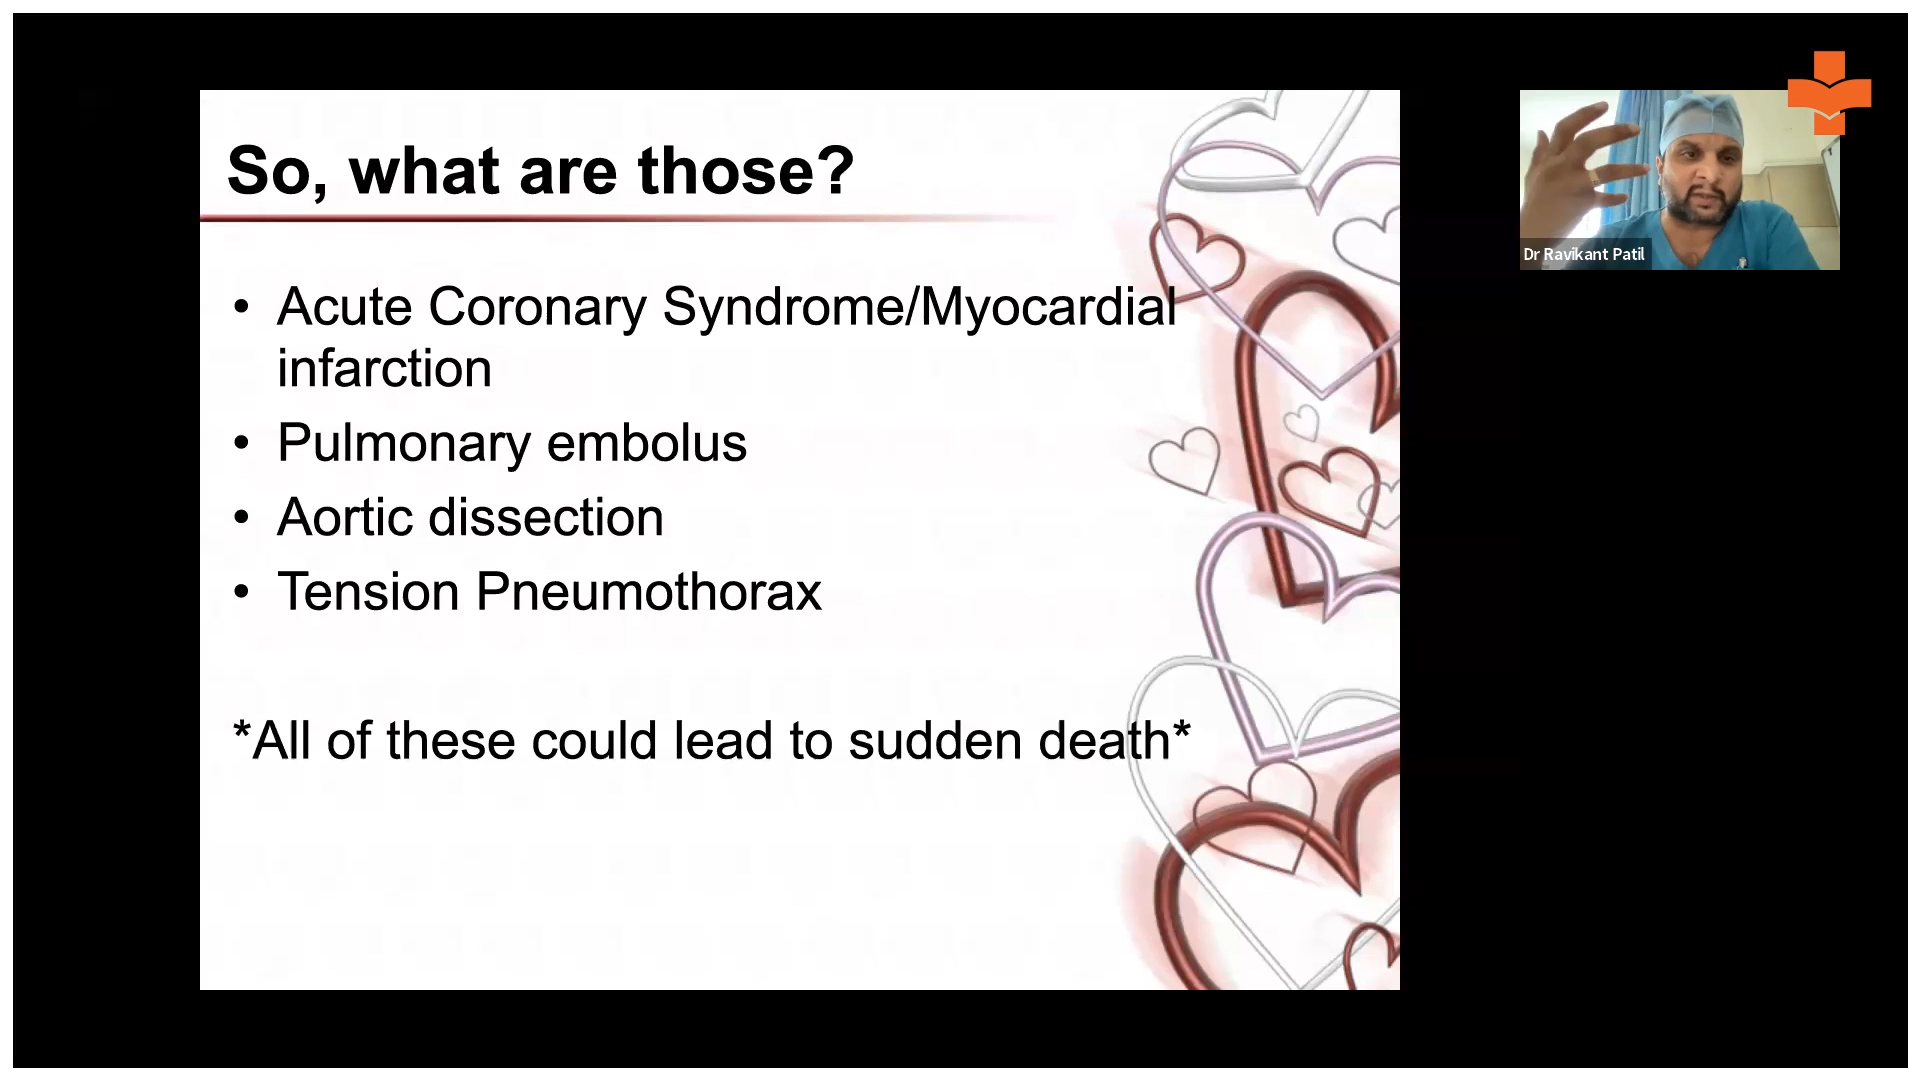 So, what are those?
• Acute Coronary Syndrome/Myocardial
infarction
• Pulmonary embolus
• Aortic dissection
• Tension Pneumothorax
*All of these could lead to sudden death*
Dr Ravikant Patil